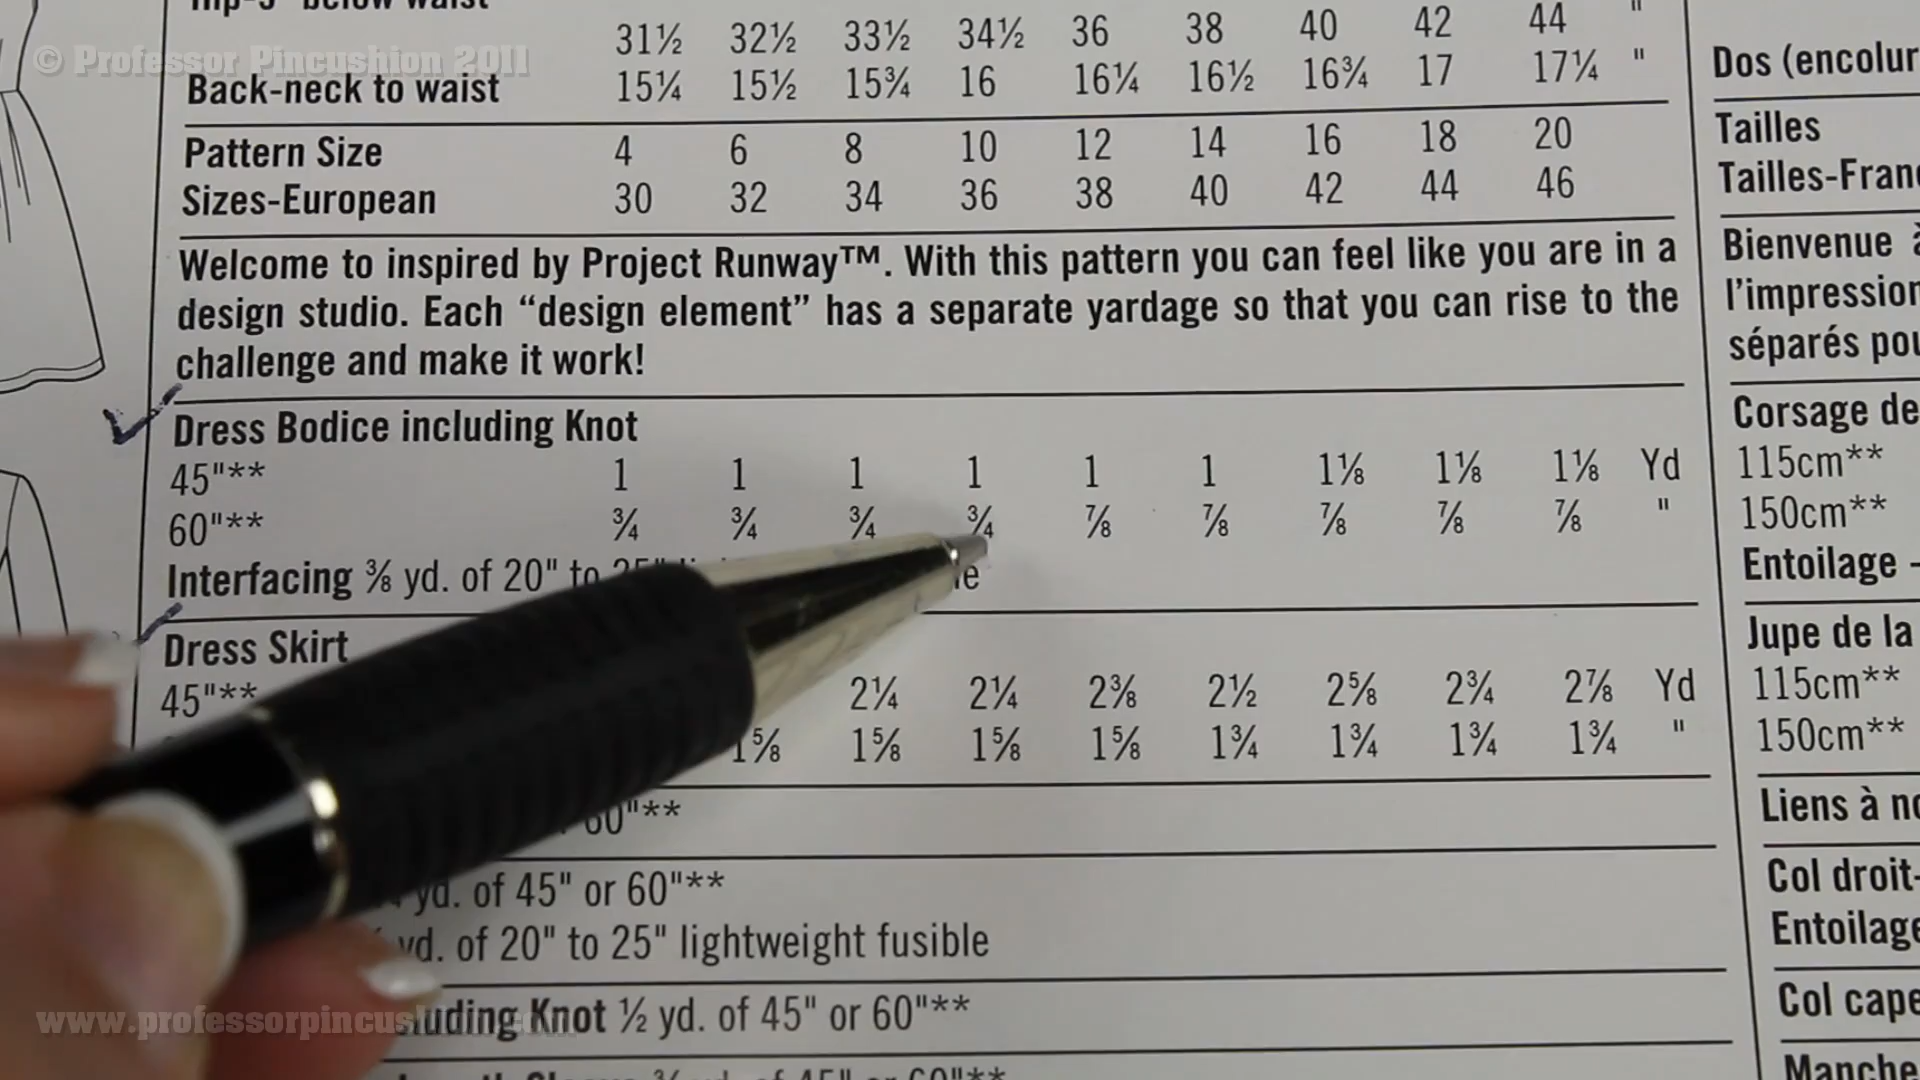 © Professor Pincushion 2011
below waist
31½ 32½ 33½ 34½ 36 38 40 42 44 "
Back-neck to waist 15¼ 15½ 15¾ 16 16¼ 16½ 16¾ 17 17¼ "
Pattern Size 4 6 8 10 12 14 16 18 20
Sizes-European 30 32 34 36 38 40 42 44 46
Welcome to inspired by Project Runway™. With this pattern you can feel like you are in a
design studio. Each “design element” has a separate yardage so that you can rise to the
challenge and make it work!
Dress Bodice including Knot
45"** 1 1 1 1 1 1 1⅛ 1⅛ 1⅛ Yd
60"** ¾ ¾ ¾ ¾ ⅞ ⅞ ⅞ ⅞ ⅞ "
Interfacing ⅜ yd. of 20" to 25"
Dress Skirt
45"** 2¼ 2¼ 2⅜ 2½ 2⅝ 2¾ 2⅞ Yd
1⅝ 1⅝ 1⅝ 1⅝ 1¾ 1¾ 1¾ 1¾ "
60"**
yd. of 45" or 60"**
yd. of 20" to 25" lightweight fusible
Knot ½ yd. of 45" or 60"**
yd. of 45" or 60"**
Dos (encolur
Tailles
Tailles-Fran
Bienvenue à
l'impression
séparés pou
Corsage de
115cm**
150cm**
Entoilage -
Jupe de la
115cm**
150cm**
Liens à no
Col droit-
Entoilage
Col cape
Manche
www.professorpincushion.com